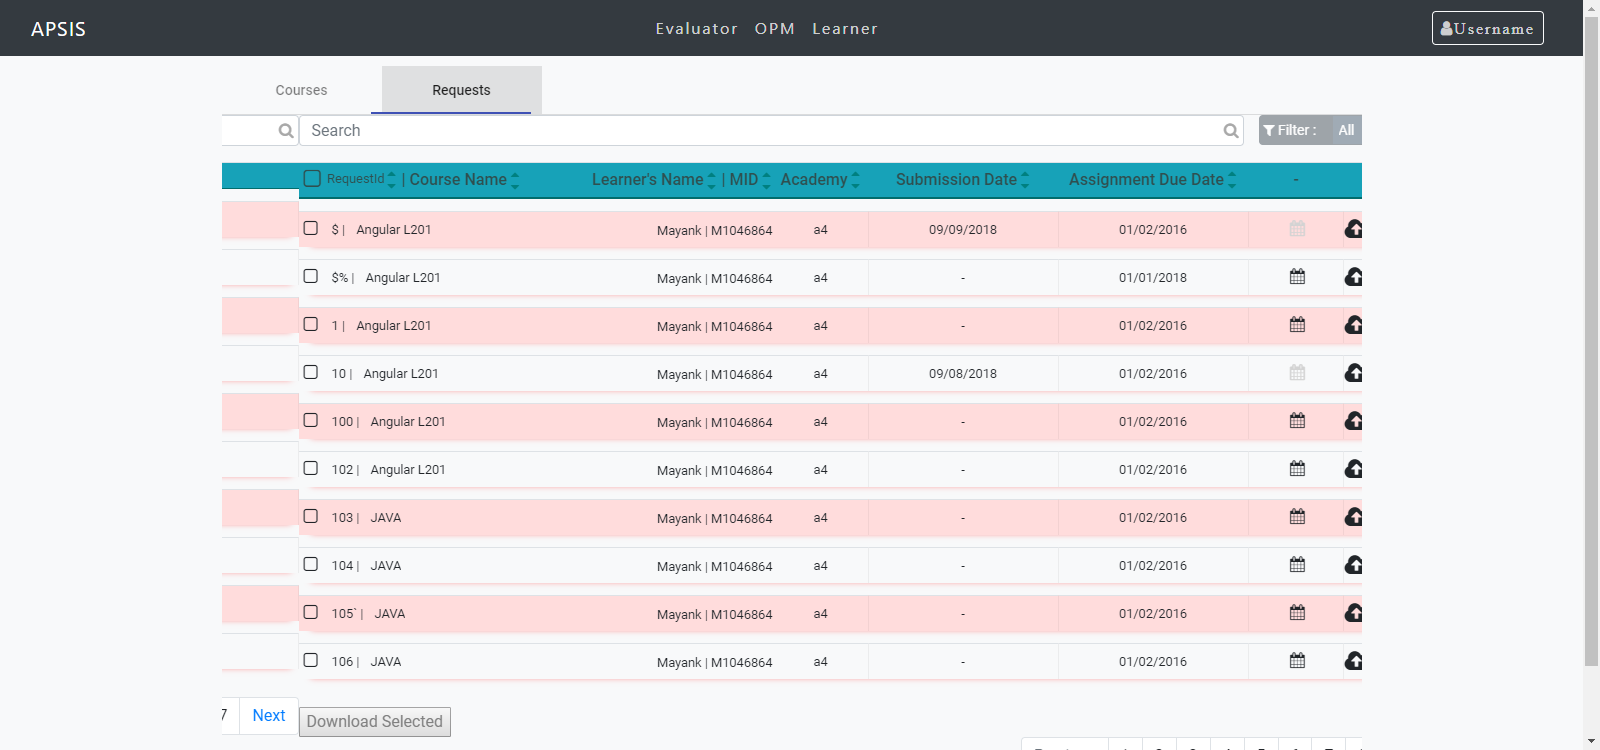 APSIS Evaluator OPM Learner Username
Courses Requests
Search Filter : All
RequestId | Course Name Learner's Name | MID Academy Submission Date Assignment Due Date -
$ | Angular L201 Mayank | M1046864 a4 09/09/2018 01/02/2016
$% | Angular L201 Mayank | M1046864 a4 - 01/01/2018
1 | Angular L201 Mayank | M1046864 a4 - 01/02/2016
10 | Angular L201 Mayank | M1046864 a4 09/08/2018 01/02/2016
100 | Angular L201 Mayank | M1046864 a4 - 01/02/2016
102 | Angular L201 Mayank | M1046864 a4 - 01/02/2016
103 | JAVA Mayank | M1046864 a4 - 01/02/2016
104 | JAVA Mayank | M1046864 a4 - 01/02/2016
105` | JAVA Mayank | M1046864 a4 - 01/02/2016
106 | JAVA Mayank | M1046864 a4 - 01/02/2016
7 Next
Download Selected